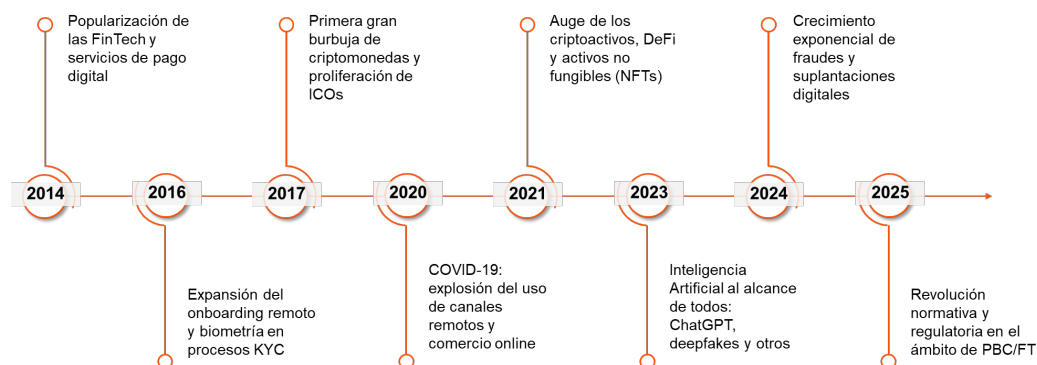 Popularización de
las FinTech y
servicios de pago
digital
Primera gran
burbuja de
criptomonedas y
proliferación de
ICOs
Auge de los
criptoactivos, DeFi
y activos no
fungibles (NFTs)
Crecimiento
exponencial de
fraudes y
suplantaciones
digitales
2014
2016
2017
2020
2021
2023
2024
2025
Expansión del
onboarding remoto
y biometría en
procesos KYC
COVID-19:
explosión del uso
de canales
remotos y
comercio online
Inteligencia
Artificial al alcance
de todos:
ChatGPT,
deepfakes y otros
Revolución
normativa y
regulatoria en el
ámbito de PBC/FT